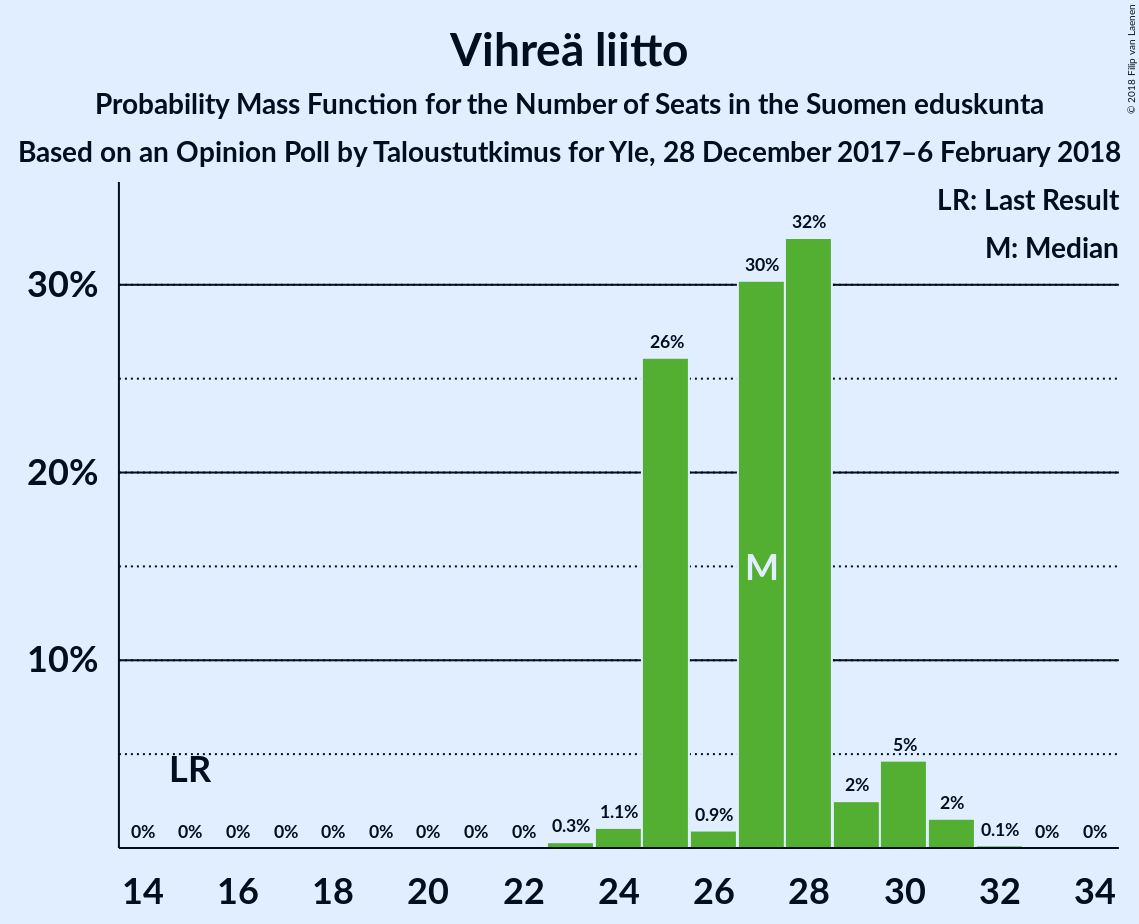 Vihreä liitto
Probability Mass Function for the Number of Seats in the Suomen eduskunta
Based on an Opinion Poll by Taloustutkimus for Yle, 28 December 2017–6 February 2018
© 2018 Filip van Laenen
LR: Last Result
M: Median
30%
20%
10%
LR
M
0% 0% 0% 0% 0% 0% 0% 0% 0% 0.3% 1.1% 26% 0.9% 30% 32% 2% 5% 2% 0.1% 0% 0%
14 16 18 20 22 24 26 28 30 32 34